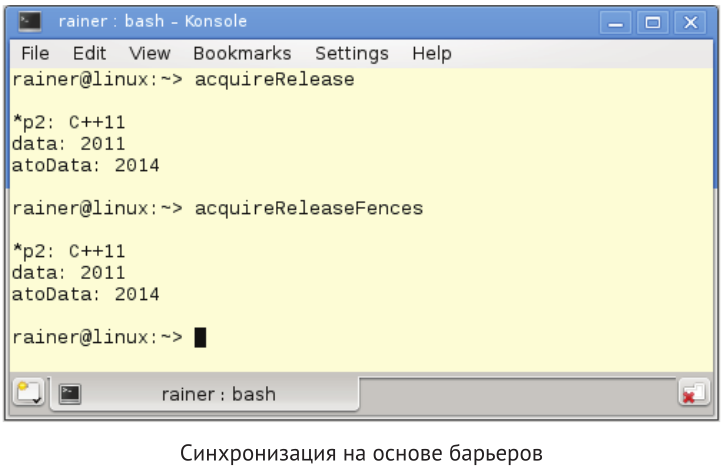 rainer : bash – Konsole
File Edit View Bookmarks Settings Help
rainer@linux:~> acquireRelease
*p2: C++11
data: 2011
atoData: 2014
rainer@linux:~> acquireReleaseFences
*p2: C++11
data: 2011
atoData: 2014
rainer@linux:~>
rainer : bash
Синхронизация на основе барьеров